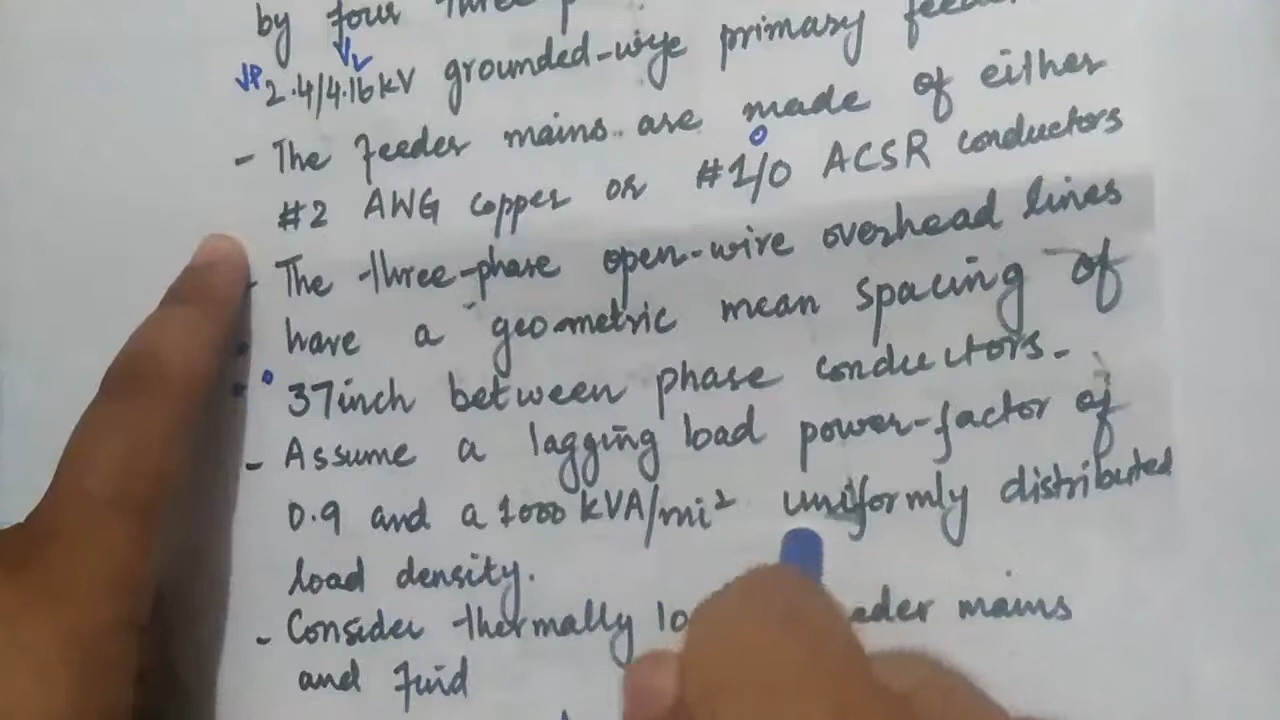 by four three
VP VL
2.4/4.16kV grounded-wye primary
- The feeder mains are made of either
#2 AWG copper or #1/0 ACSR conductors
- The three-phase open-wire overhead lines
have a geometric mean spacing of
37inch between phase conductors.
- Assume a lagging load power-factor of
0.9 and a 1000 kVA/mi² uniformly distributed
load density.
- Consider thermally mains
and find